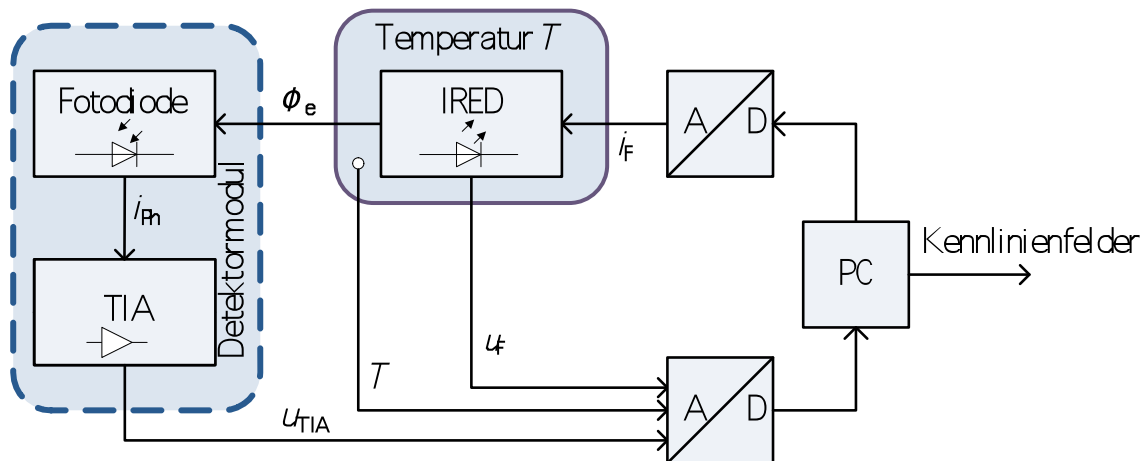 Temperatur T
Fotodiode
ϕe
IRED
iF
A D
iPh
Detektormodul
TIA
uF
T
uTIA
PC
Kennlinienfelder
A D